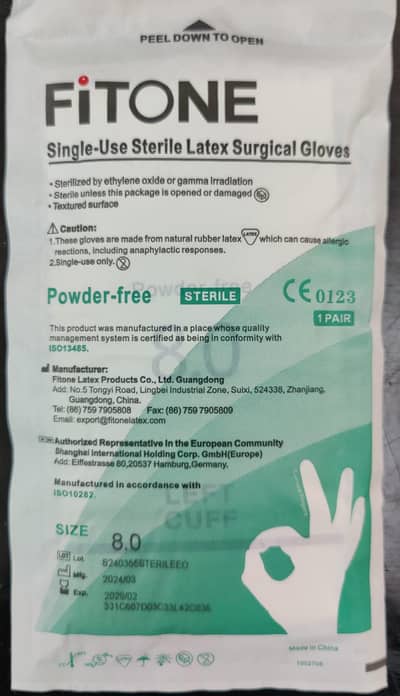 PEEL DOWN TO OPEN
FiTONE
Single-Use Sterile Latex Surgical Gloves
• Sterilized by ethylene oxide or gamma irradiation
• Sterile unless this package is opened or damaged
• Textured surface
Caution:
1.These gloves are made from natural rubber latex LATEX which can cause allergic
reactions, including anaphylactic responses.
2.Single-use only.
Powder-free STERILE CE 0123
1 PAIR
This product was manufactured in a place whose quality
management system is certified as being in conformity with
ISO13485.
Manufacturer:
Fitone Latex Products Co., Ltd. Guangdong
Add: No.5 Tongyi Road, Lingbei Industrial Zone, Suixi, 524338, Zhanjiang,
Guangdong, China.
Tel: (86) 759 7905808 Fax: (86) 759 7905809
Email: export@fitonelatex.com
Authorized Representative In the European Community
Shanghai International Holding Corp. GmbH(Europe)
Add: Eiffestrasse 80,20537 Hamburg,Germany.
Manufactured in accordance with
ISO10282.
LEFT
CUFF
SIZE 8.0
LOT Lot.
Mfg. 2024/03
Exp.
Made in China